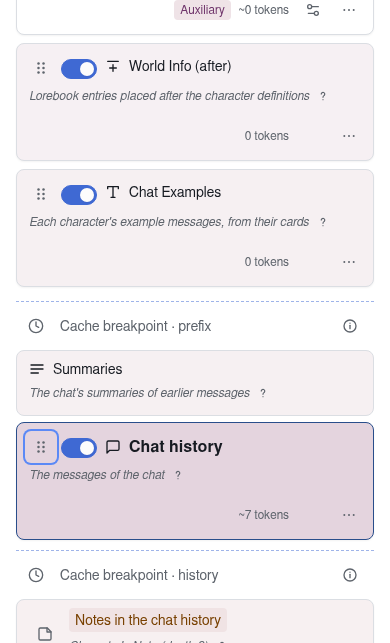 Auxiliary ~0 tokens
World Info (after)
Lorebook entries placed after the character definitions ?
0 tokens
Chat Examples
Each character's example messages, from their cards ?
0 tokens
Cache breakpoint · prefix
Summaries
The chat's summaries of earlier messages ?
Chat history
The messages of the chat ?
~7 tokens
Cache breakpoint · history
Notes in the chat history